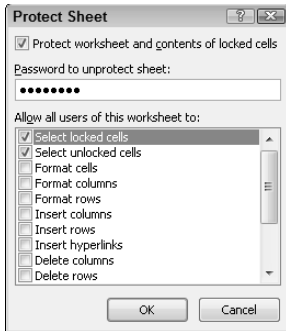 Protect Sheet
Protect worksheet and contents of locked cells
Password to unprotect sheet:
●●●●●●●●
Allow all users of this worksheet to:
Select locked cells
Select unlocked cells
Format cells
Format columns
Format rows
Insert columns
Insert rows
Insert hyperlinks
Delete columns
Delete rows
OK Cancel